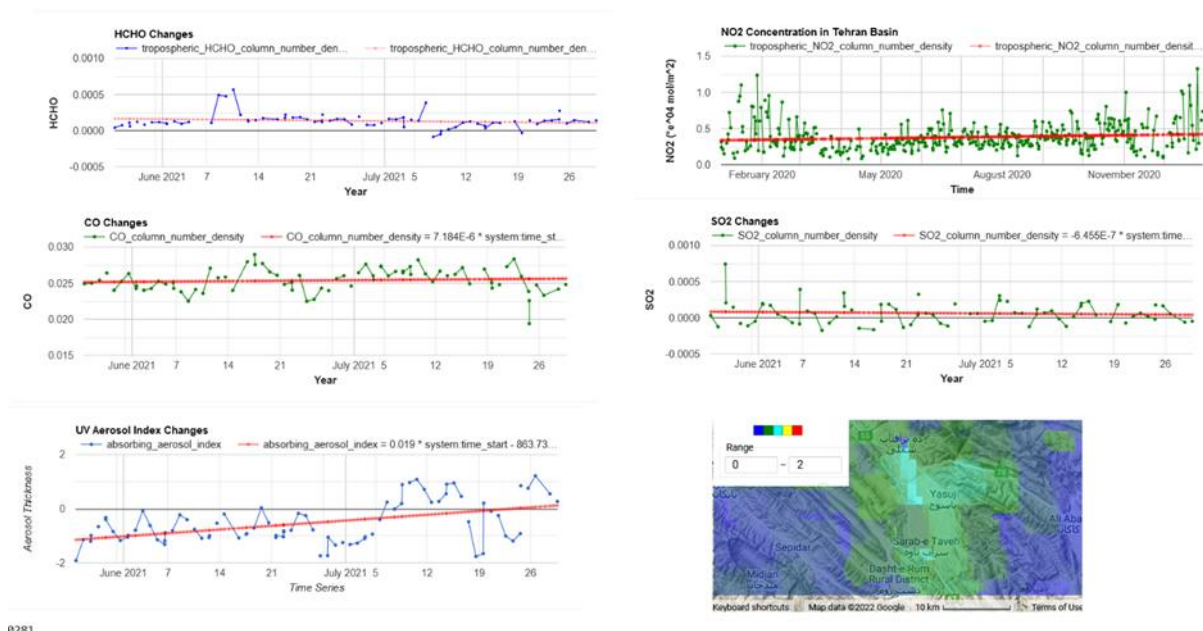 HCHO Changes
tropospheric_HCHO_column_number_den... tropospheric_HCHO_column_number_den...
0.0010
0.0005
0.0000
-0.0005
HCHO
June 2021 7 14 21 July 2021 5 12 19 26
Year
NO2 Concentration in Tehran Basin
tropospheric_NO2_column_number_density tropospheric_NO2_column_number_densit...
1.5
1.0
0.5
0.0
NO2 (*e^04 mol/m^2)
February 2020 May 2020 August 2020 November 2020
Time
CO Changes
CO_column_number_density CO_column_number_density = 7.184E-6 * system:time_st...
0.030
0.025
0.020
0.015
CO
June 2021 7 14 21 July 2021 5 12 19 26
Year
SO2 Changes
SO2_column_number_density SO2_column_number_density = -6.455E-7 * system:time...
0.0010
0.0005
0.0000
-0.0005
SO2
June 2021 7 14 21 July 2021 5 12 19 26
Year
UV Aerosol Index Changes
absorbing_aerosol_index absorbing_aerosol_index = 0.019 * system:time_start - 863.73...
2
0
-2
Aerosol Thickness
June 2021 7 14 21 July 2021 5 12 19 26
Time Series
Range
0 – 2
Yasuj
یاسوج
Ali Aba
Sarab-e Taveh
سراب تاوه
Sepidar
Dasht-e Rum
Rural District
Midjan
Keyboard shortcuts Map data ©2022 Google 10 km Terms of Use
0281